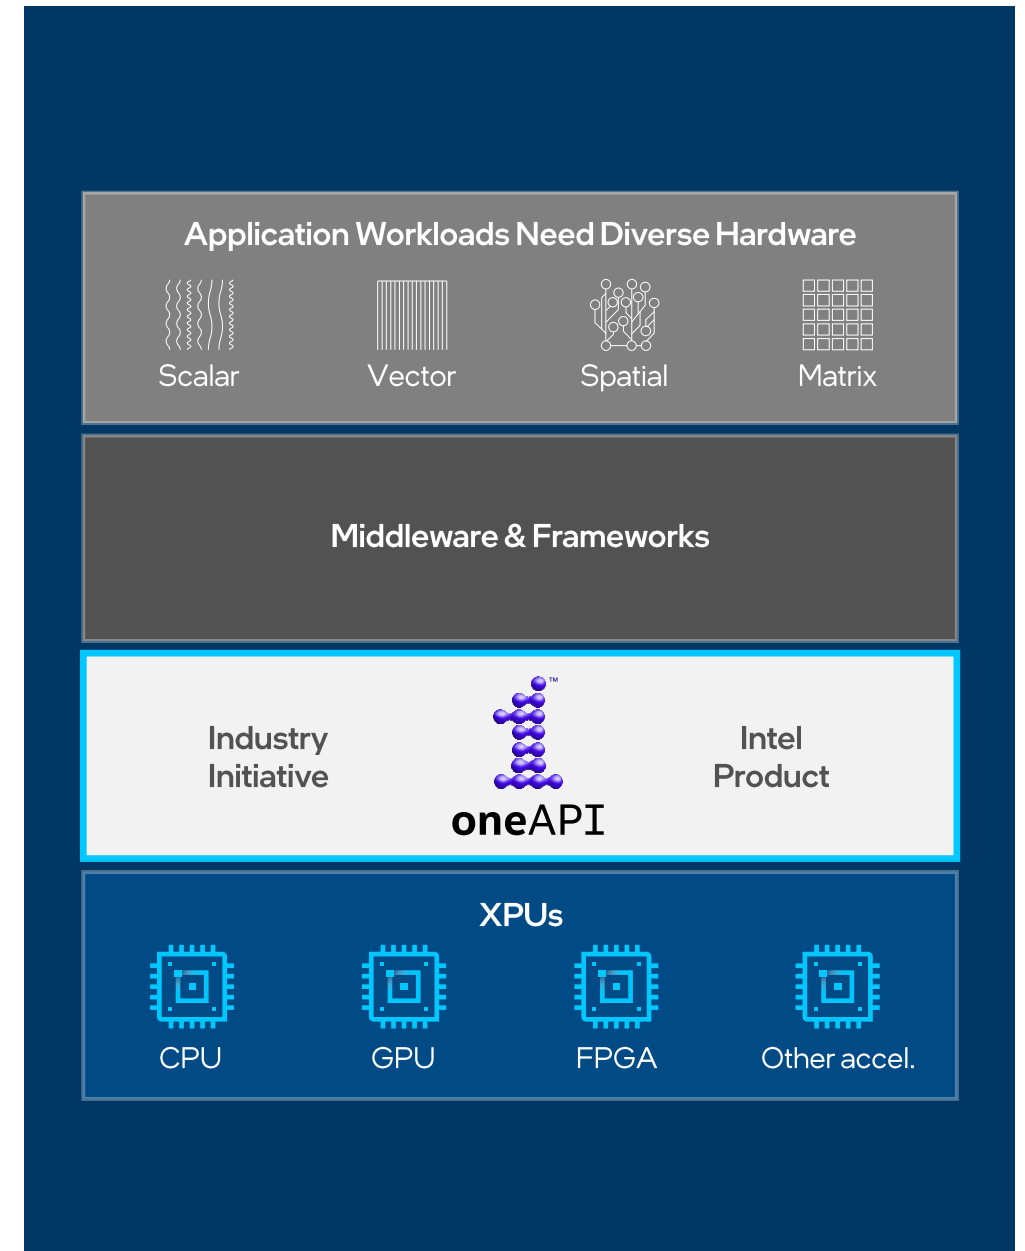 Application Workloads Need Diverse Hardware
Scalar
Vector
Spatial
Matrix
Middleware & Frameworks
Industry
Initiative
™
oneAPI
Intel
Product
XPUs
CPU
GPU
FPGA
Other accel.